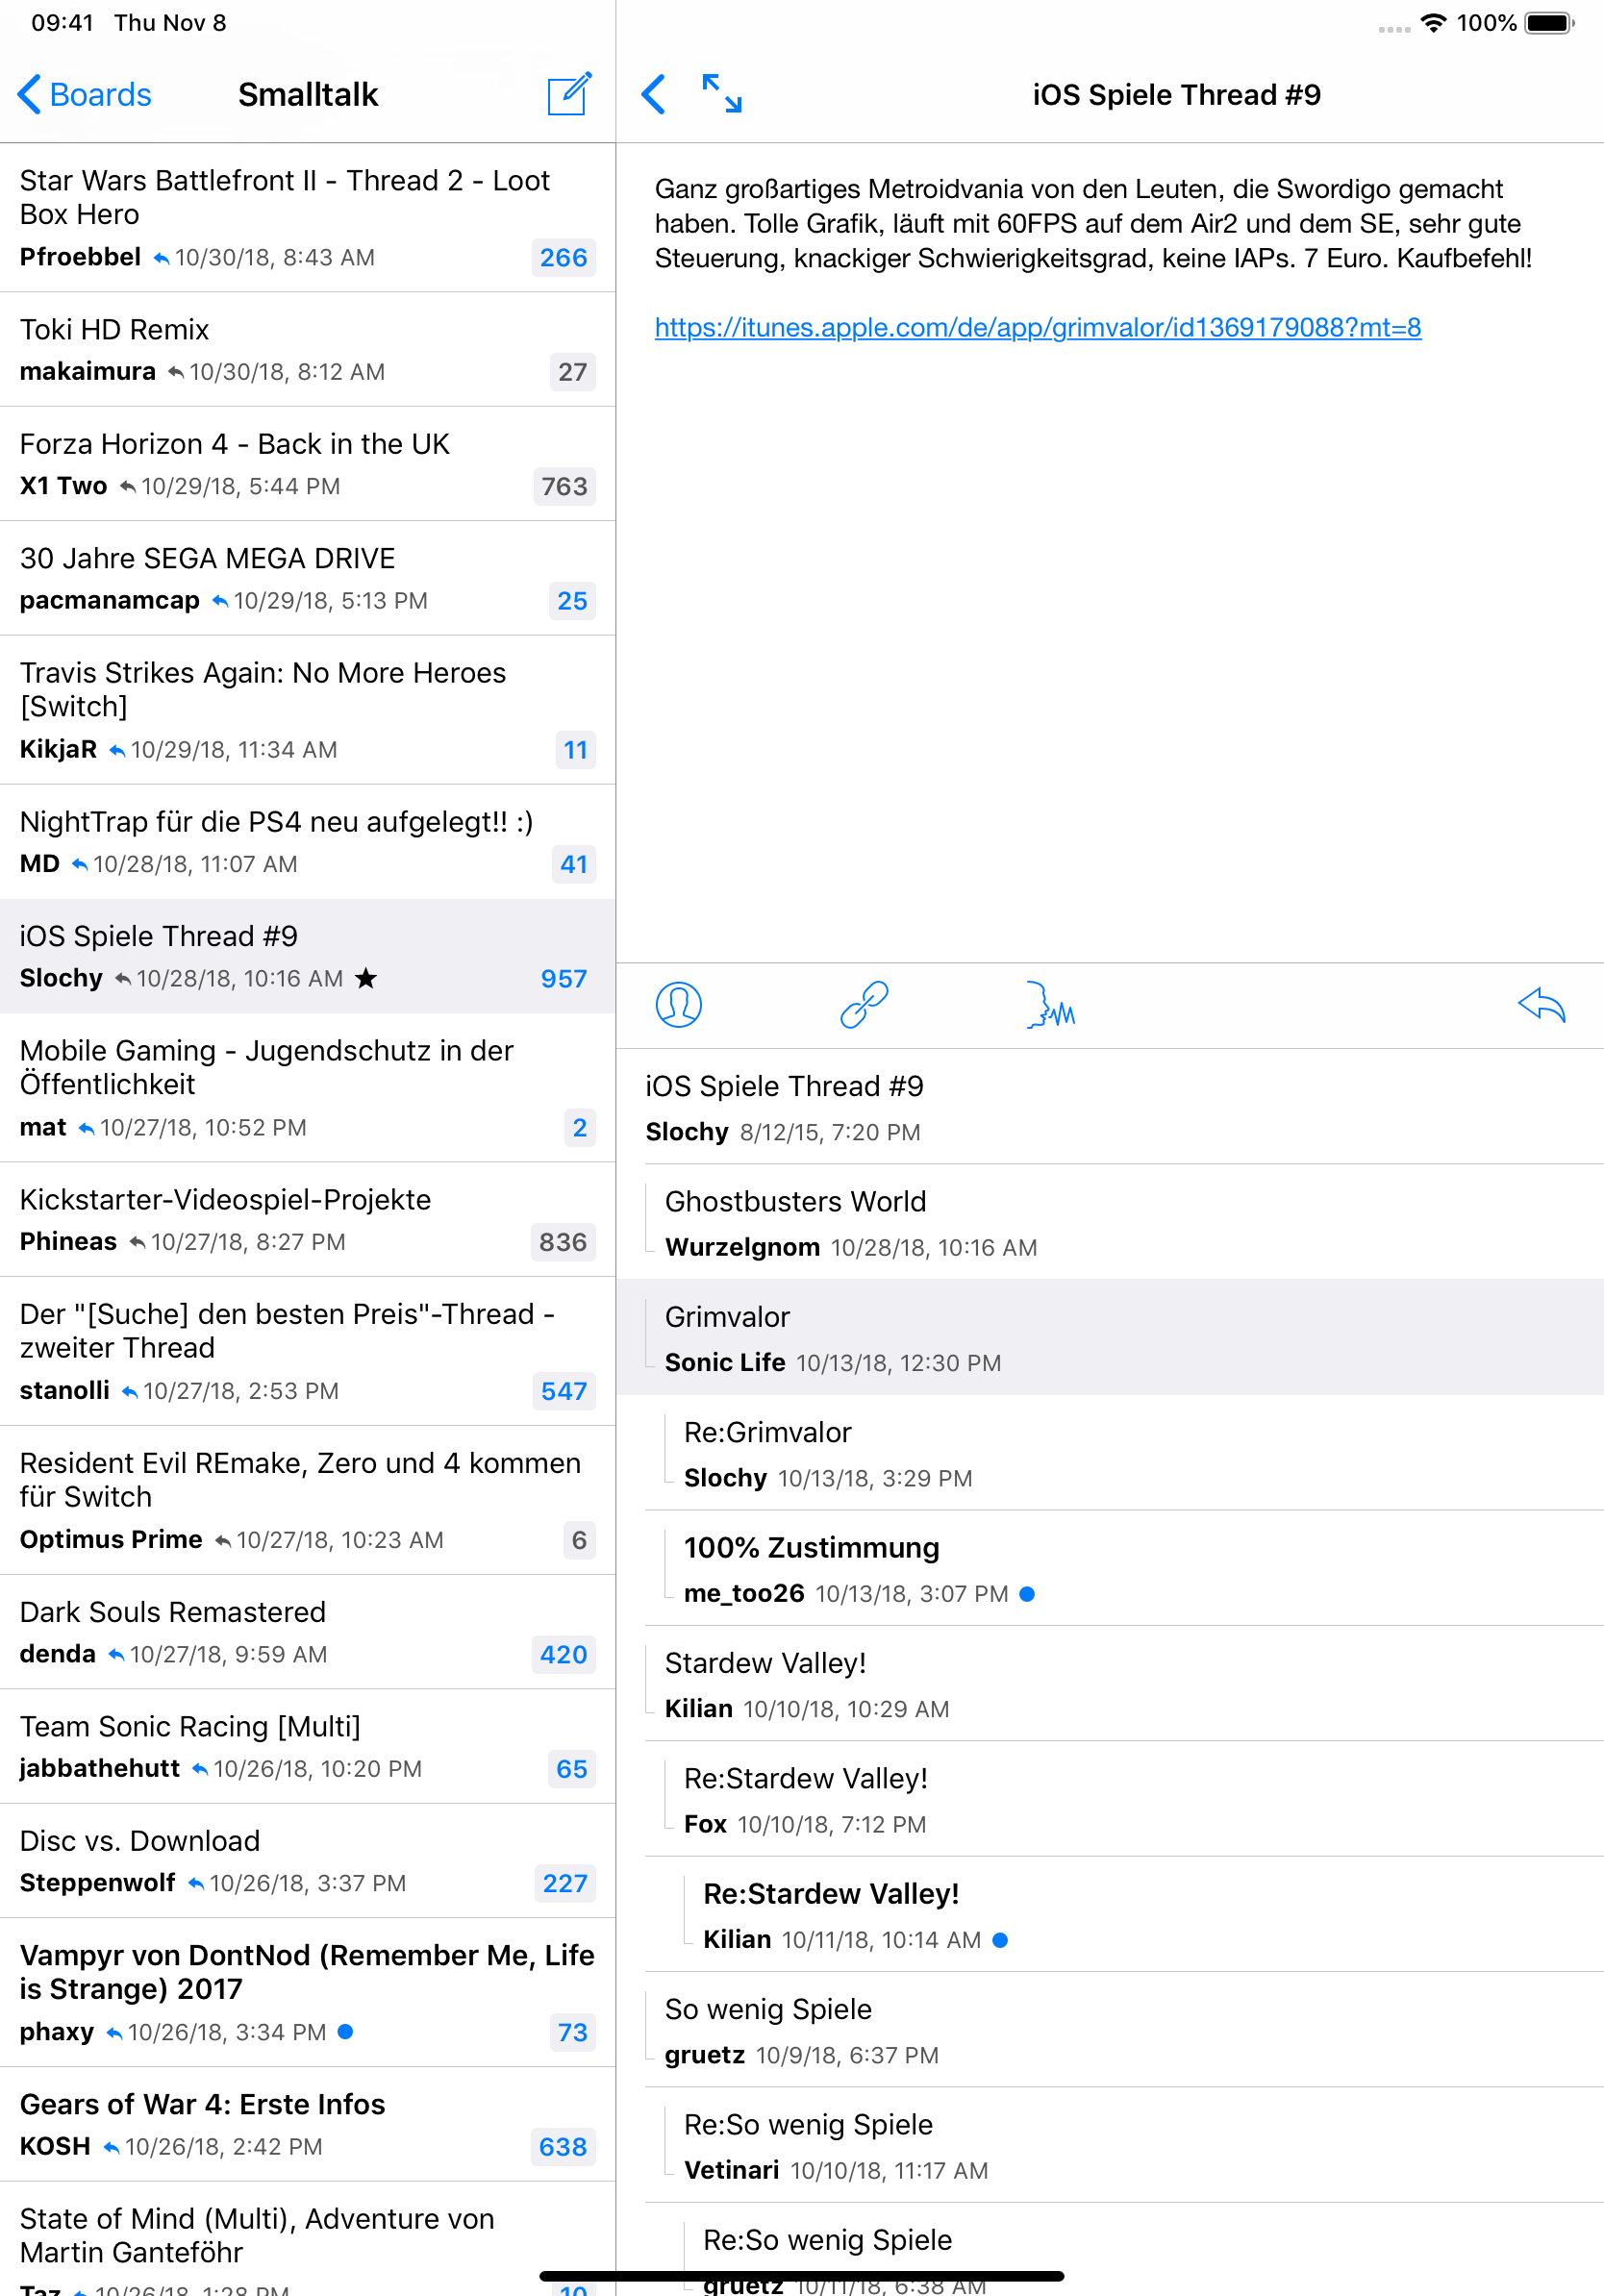 09:41 Thu Nov 8
100%
Boards
Smalltalk
Star Wars Battlefront II - Thread 2 - Loot
Box Hero
Pfroebbel 10/30/18, 8:43 AM 266
Toki HD Remix
makaimura 10/30/18, 8:12 AM 27
Forza Horizon 4 - Back in the UK
X1 Two 10/29/18, 5:44 PM 763
30 Jahre SEGA MEGA DRIVE
pacmanamcap 10/29/18, 5:13 PM 25
Travis Strikes Again: No More Heroes
[Switch]
KikjaR 10/29/18, 11:34 AM 11
NightTrap für die PS4 neu aufgelegt!! :)
MD 10/28/18, 11:07 AM 41
iOS Spiele Thread #9
Slochy 10/28/18, 10:16 AM ★ 957
Mobile Gaming - Jugendschutz in der
Öffentlichkeit
mat 10/27/18, 10:52 PM 2
Kickstarter-Videospiel-Projekte
Phineas 10/27/18, 8:27 PM 836
Der "[Suche] den besten Preis"-Thread -
zweiter Thread
stanolli 10/27/18, 2:53 PM 547
Resident Evil REmake, Zero und 4 kommen
für Switch
Optimus Prime 10/27/18, 10:23 AM 6
Dark Souls Remastered
denda 10/27/18, 9:59 AM 420
Team Sonic Racing [Multi]
jabbathehutt 10/26/18, 10:20 PM 65
Disc vs. Download
Steppenwolf 10/26/18, 3:37 PM 227
Vampyr von DontNod (Remember Me, Life
is Strange) 2017
phaxy 10/26/18, 3:34 PM 73
Gears of War 4: Erste Infos
KOSH 10/26/18, 2:42 PM 638
State of Mind (Multi), Adventure von
Martin Ganteföhr
Taz 10/26/18, 1:28 PM 10
iOS Spiele Thread #9
Ganz großartiges Metroidvania von den Leuten, die Swordigo gemacht
haben. Tolle Grafik, läuft mit 60FPS auf dem Air2 und dem SE, sehr gute
Steuerung, knackiger Schwierigkeitsgrad, keine IAPs. 7 Euro. Kaufbefehl!
https://itunes.apple.com/de/app/grimvalor/id1369179088?mt=8
iOS Spiele Thread #9
Slochy 8/12/15, 7:20 PM
Ghostbusters World
Wurzelgnom 10/28/18, 10:16 AM
Grimvalor
Sonic Life 10/13/18, 12:30 PM
Re:Grimvalor
Slochy 10/13/18, 3:29 PM
100% Zustimmung
me_too26 10/13/18, 3:07 PM
Stardew Valley!
Kilian 10/10/18, 10:29 AM
Re:Stardew Valley!
Fox 10/10/18, 7:12 PM
Re:Stardew Valley!
Kilian 10/11/18, 10:14 AM
So wenig Spiele
gruetz 10/9/18, 6:37 PM
Re:So wenig Spiele
Vetinari 10/10/18, 11:17 AM
Re:So wenig Spiele
gruetz 10/11/18, 6:38 AM